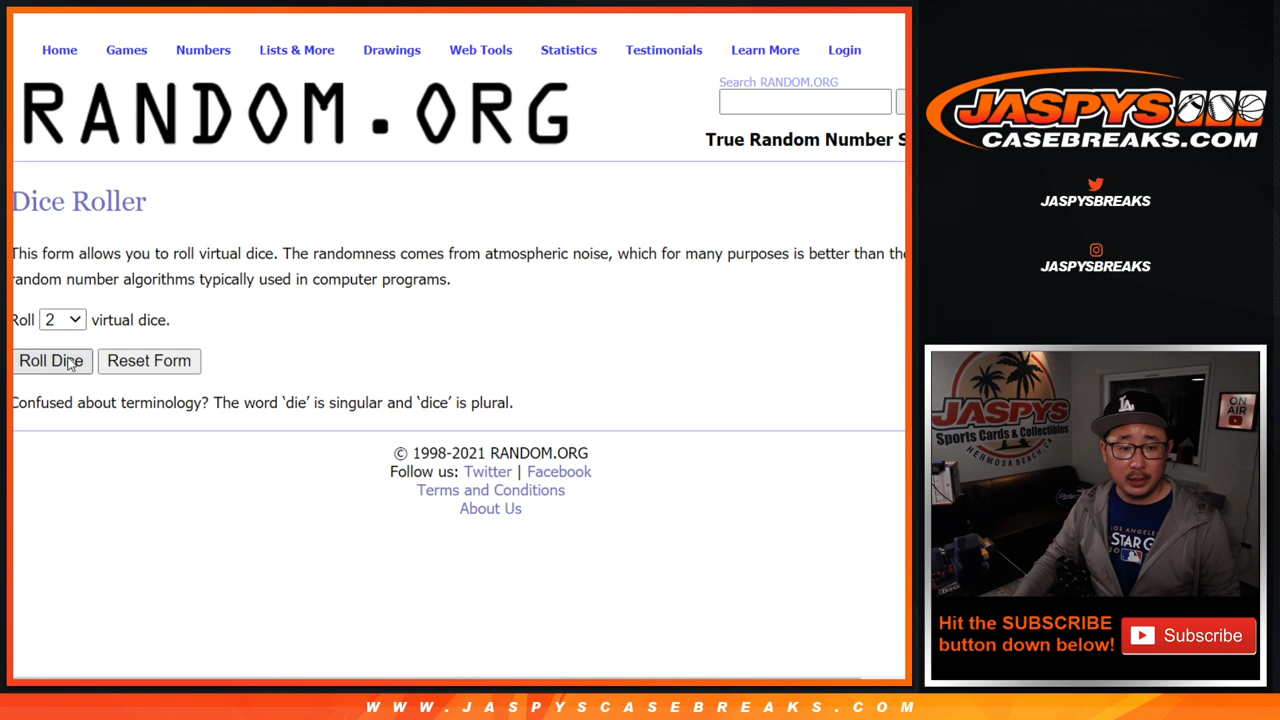 Home Games Numbers Lists & More Drawings Web Tools Statistics Testimonials Learn More Login
RANDOM.ORG
Search RANDOM.ORG
True Random Number S
Dice Roller
This form allows you to roll virtual dice. The randomness comes from atmospheric noise, which for many purposes is better than the
random number algorithms typically used in computer programs.
Roll 2 virtual dice.
Roll Dice Reset Form
Confused about terminology? The word ‘die’ is singular and ‘dice’ is plural.
© 1998-2021 RANDOM.ORG
Follow us: Twitter | Facebook
Terms and Conditions
About Us
JASPYS
CASEBREAKS.COM
JASPYSBREAKS
JASPYSBREAKS
JASPYS
Sports Cards & Collectibles
HERMOSA BEACH, CA
ON
AIR
LA
LOS ANGELES
STAR G
Hit the SUBSCRIBE
button down below!
Subscribe
WWW.JASPYSCASEBREAKS.COM